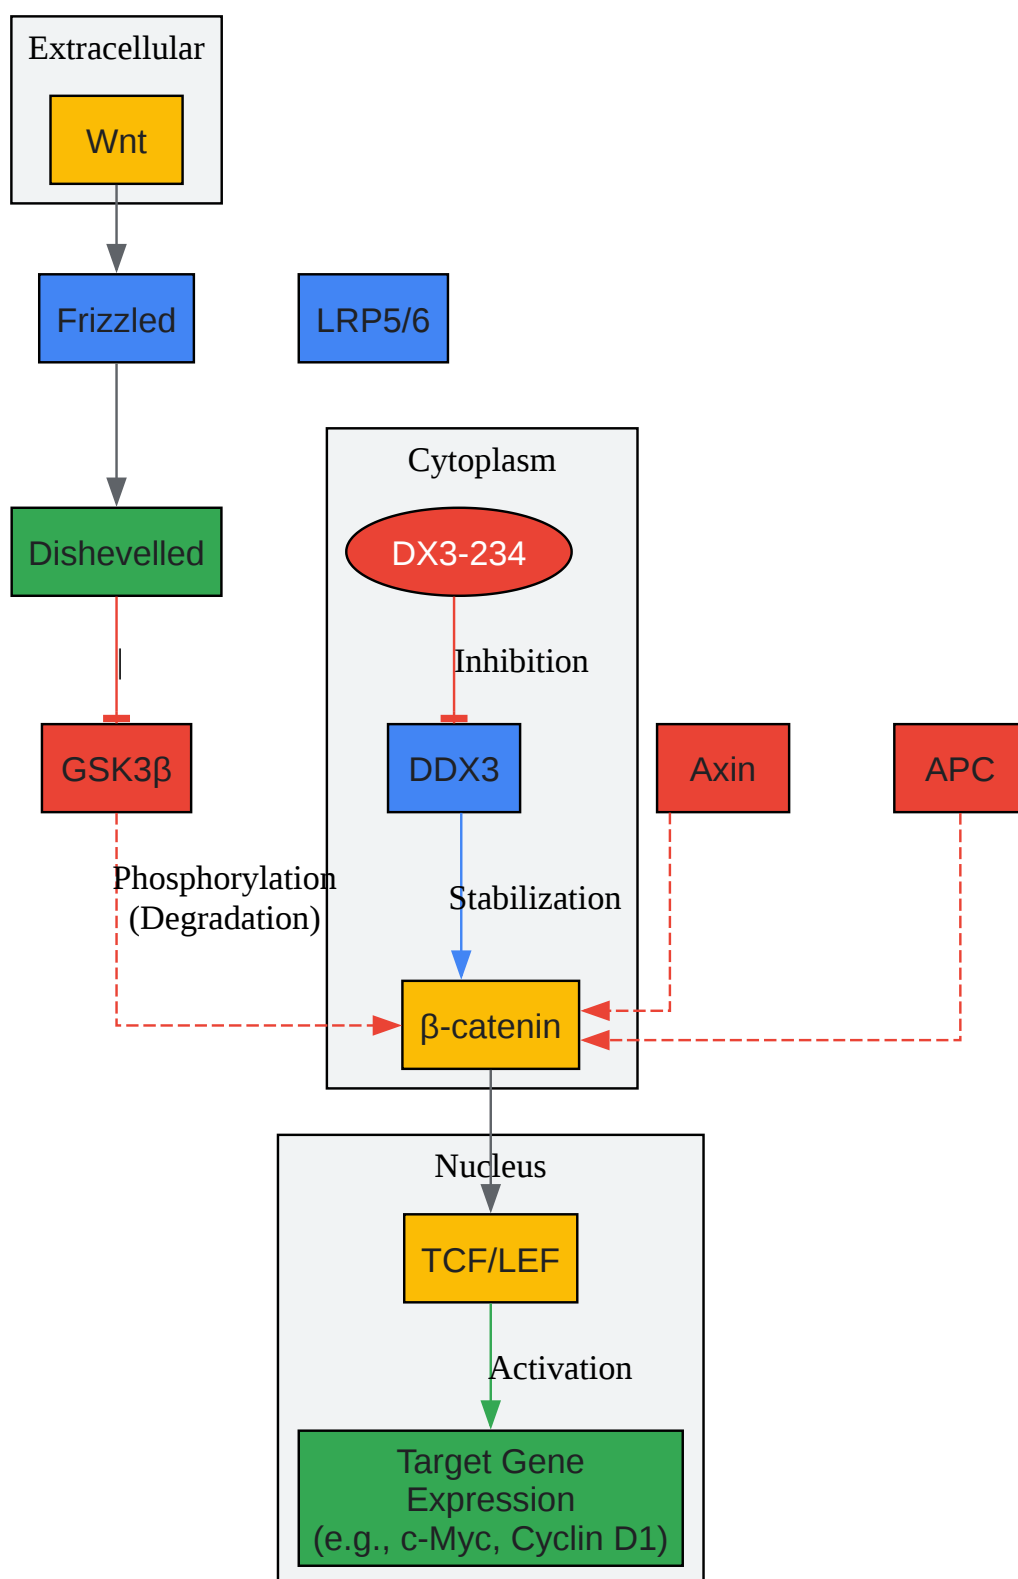 Extracellular
Wnt
Frizzled
LRP5/6
Cytoplasm
Dishevelled
DX3-234
|
Inhibition
GSK3β
DDX3
Axin
APC
Phosphorylation
(Degradation)
Stabilization
β-catenin
Nucleus
TCF/LEF
Activation
Target Gene
Expression
(e.g., c-Myc, Cyclin D1)